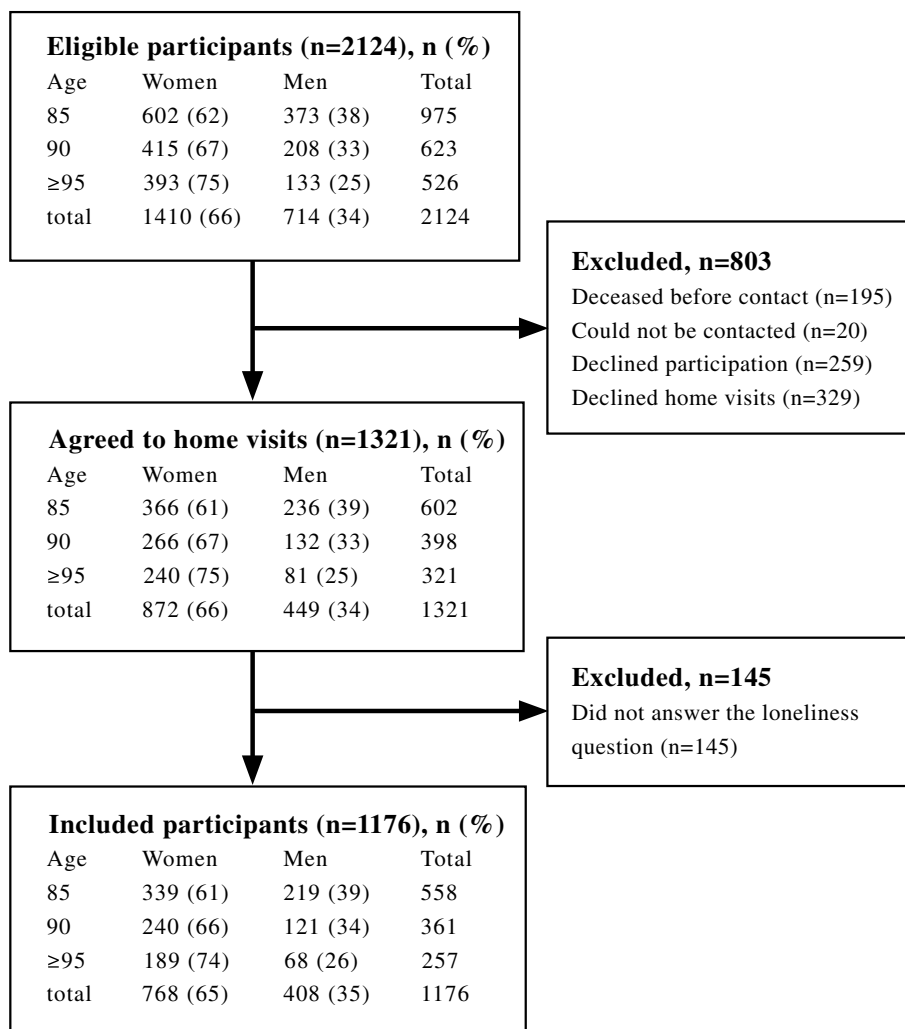 Eligible participants (n=2124), n (%)
Age Women Men Total
85 602 (62) 373 (38) 975
90 415 (67) 208 (33) 623
≥95 393 (75) 133 (25) 526
total 1410 (66) 714 (34) 2124
Excluded, n=803
Deceased before contact (n=195)
Could not be contacted (n=20)
Declined participation (n=259)
Declined home visits (n=329)
Agreed to home visits (n=1321), n (%)
Age Women Men Total
85 366 (61) 236 (39) 602
90 266 (67) 132 (33) 398
≥95 240 (75) 81 (25) 321
total 872 (66) 449 (34) 1321
Excluded, n=145
Did not answer the loneliness
question (n=145)
Included participants (n=1176), n (%)
Age Women Men Total
85 339 (61) 219 (39) 558
90 240 (66) 121 (34) 361
≥95 189 (74) 68 (26) 257
total 768 (65) 408 (35) 1176